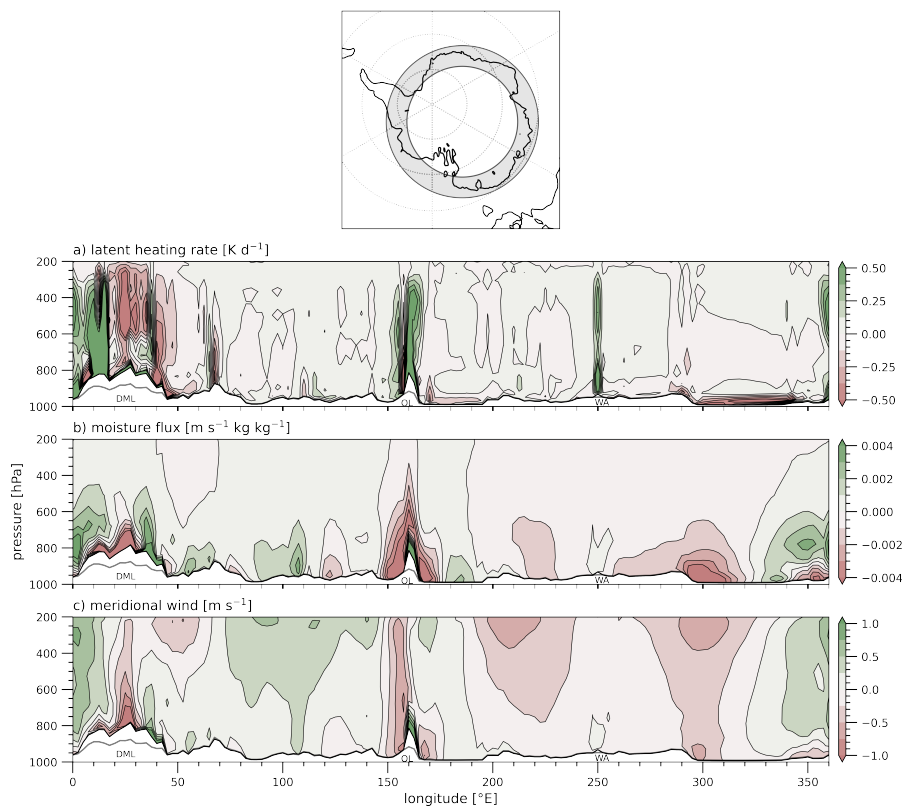 a) latent heating rate [K d⁻¹]
200
400
600
800
1000
DML
OL
WA
0.50
0.25
0.00
−0.25
−0.50
b) moisture flux [m s⁻¹ kg kg⁻¹]
200
400
600
800
1000
pressure [hPa]
DML
OL
WA
0.004
0.002
0.000
−0.002
−0.004
c) meridional wind [m s⁻¹]
200
400
600
800
1000
DML
OL
WA
1.0
0.5
0.0
−0.5
−1.0
0 50 100 150 200 250 300 350
longitude [°E]